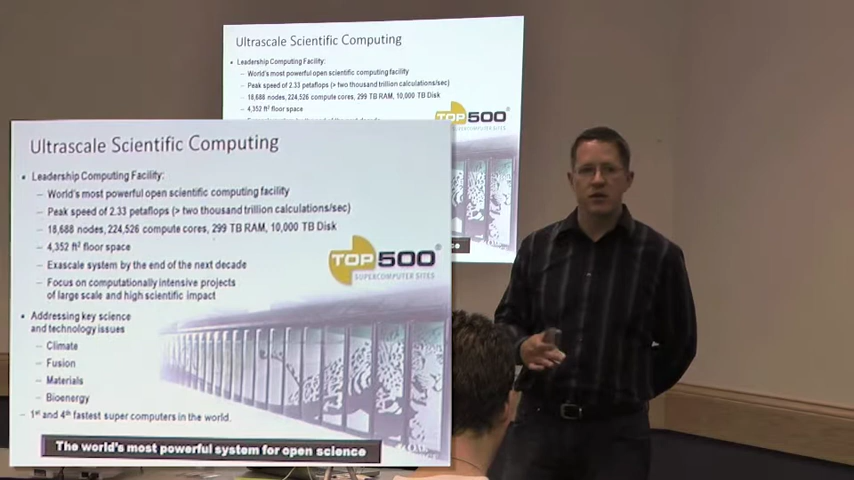 Ultrascale Scientific Computing
• Leadership Computing Facility:
– World's most powerful open scientific computing facility
– Peak speed of 2.33 petaflops (> two thousand trillion calculations/sec)
– 18,688 nodes, 224,526 compute cores, 299 TB RAM, 10,000 TB Disk
– 4,352 ft² floor space
TOP500®
SUPERCOMPUTER SITES
Ultrascale Scientific Computing
• Leadership Computing Facility:
– World's most powerful open scientific computing facility
– Peak speed of 2.33 petaflops (> two thousand trillion calculations/sec)
– 18,688 nodes, 224,526 compute cores, 299 TB RAM, 10,000 TB Disk
– 4,352 ft² floor space
– Exascale system by the end of the next decade
– Focus on computationally intensive projects
of large scale and high scientific impact
TOP500®
SUPERCOMPUTER SITES
• Addressing key science
and technology issues
– Climate
– Fusion
– Materials
– Bioenergy
– 1st and 4th fastest super computers in the world.
The world's most powerful system for open science